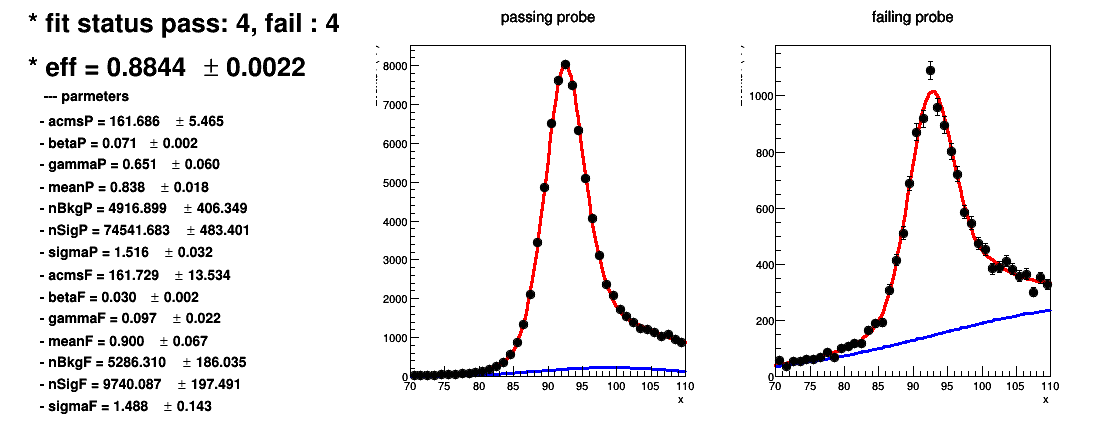 * fit status pass: 4, fail : 4
* eff = 0.8844 ± 0.0022
--- parmeters
- acmsP = 161.686 ± 5.465
- betaP = 0.071 ± 0.002
- gammaP = 0.651 ± 0.060
- meanP = 0.838 ± 0.018
- nBkgP = 4916.899 ± 406.349
- nSigP = 74541.683 ± 483.401
- sigmaP = 1.516 ± 0.032
- acmsF = 161.729 ± 13.534
- betaF = 0.030 ± 0.002
- gammaF = 0.097 ± 0.022
- meanF = 0.900 ± 0.067
- nBkgF = 5286.310 ± 186.035
- nSigF = 9740.087 ± 197.491
- sigmaF = 1.488 ± 0.143
passing probe
8000
7000
6000
5000
4000
3000
2000
1000
0
70 75 80 85 90 95 100 105 110
x
failing probe
1000
800
600
400
200
0
70 75 80 85 90 95 100 105 110
x